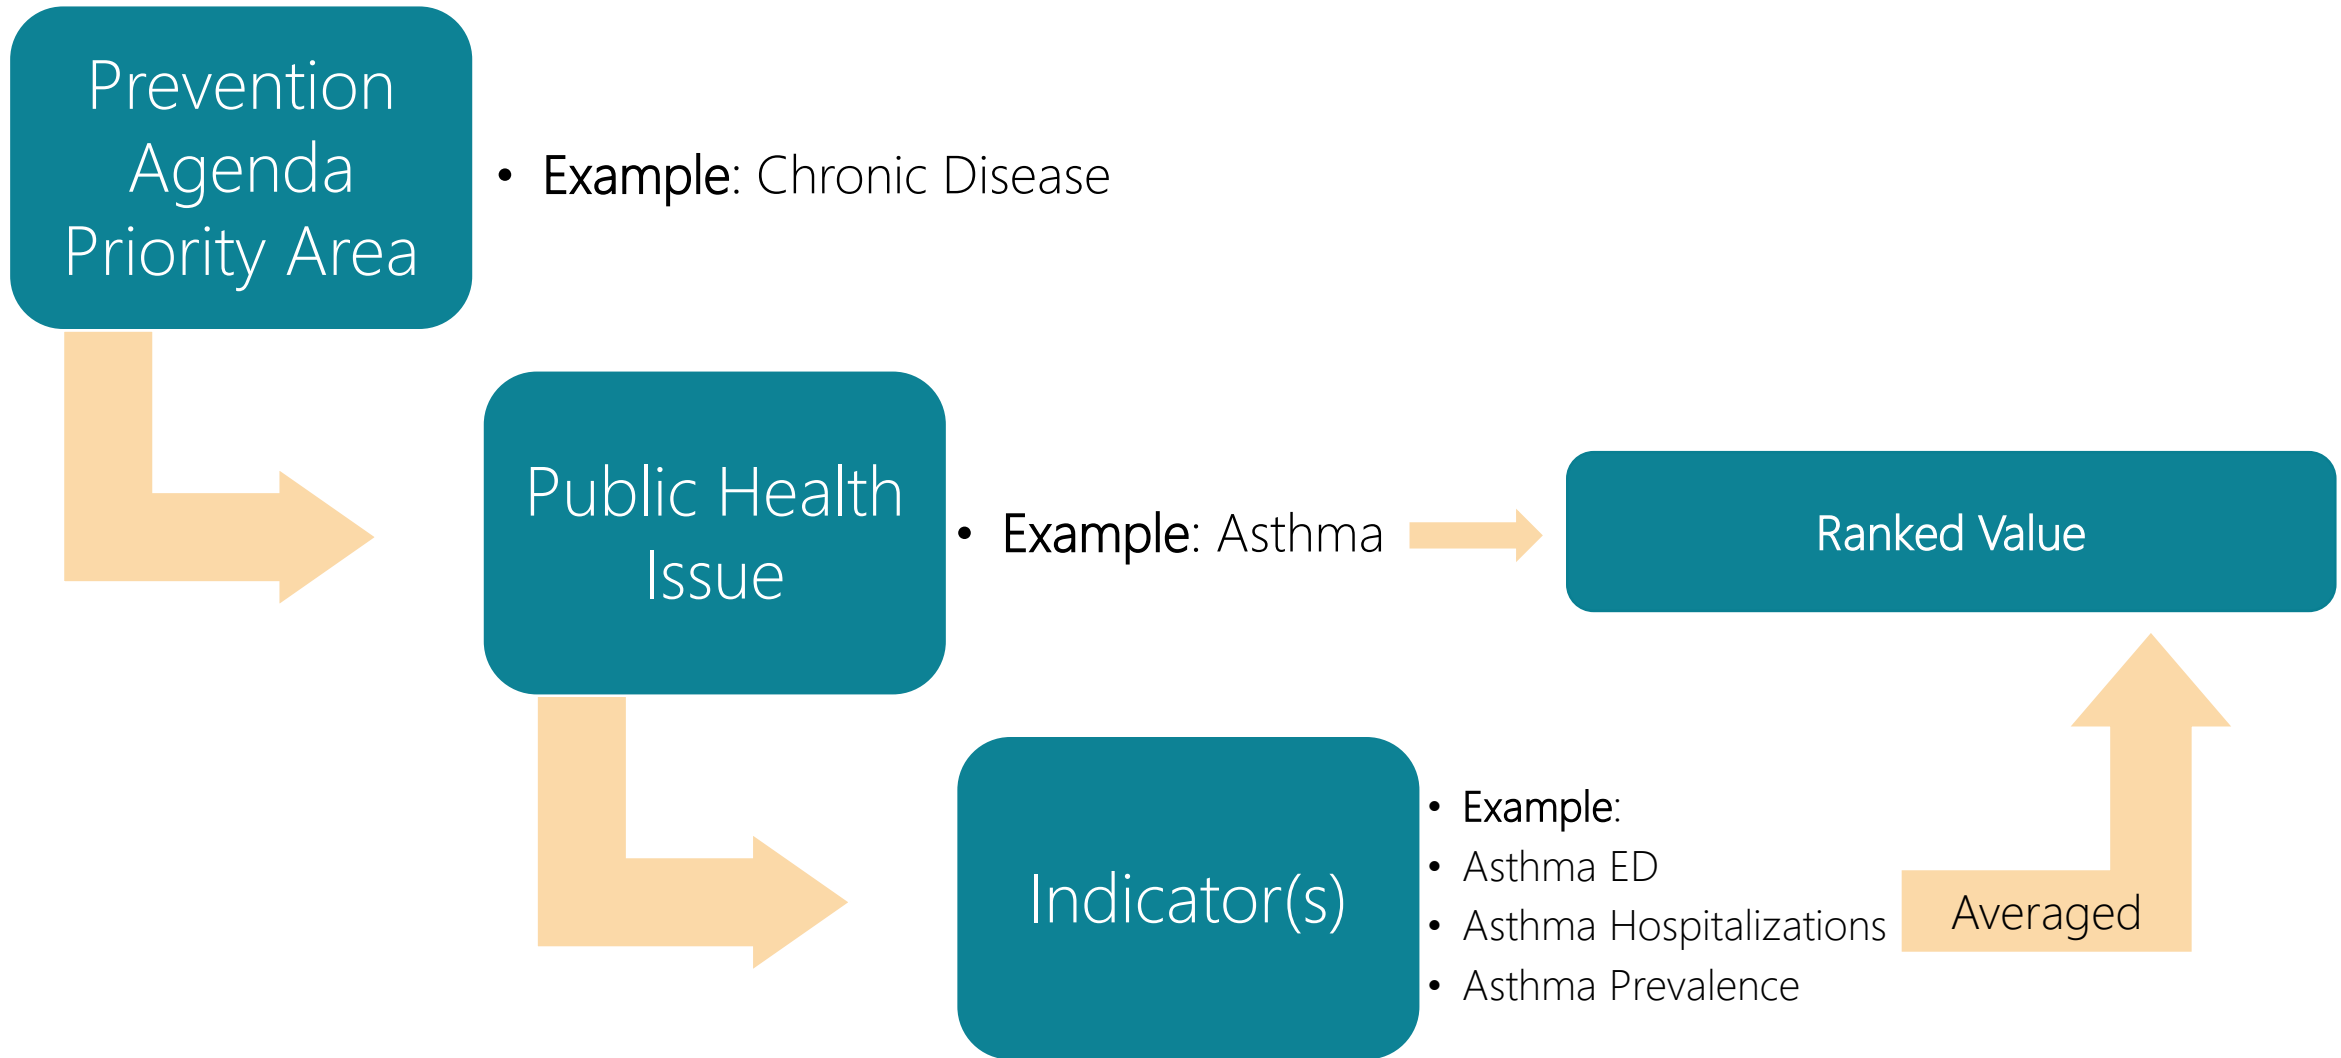 Prevention
Agenda
Priority Area
• Example: Chronic Disease
Public Health
Issue
• Example: Asthma
Ranked Value
Indicator(s)
• Example:
• Asthma ED
• Asthma Hospitalizations
• Asthma Prevalence
Averaged